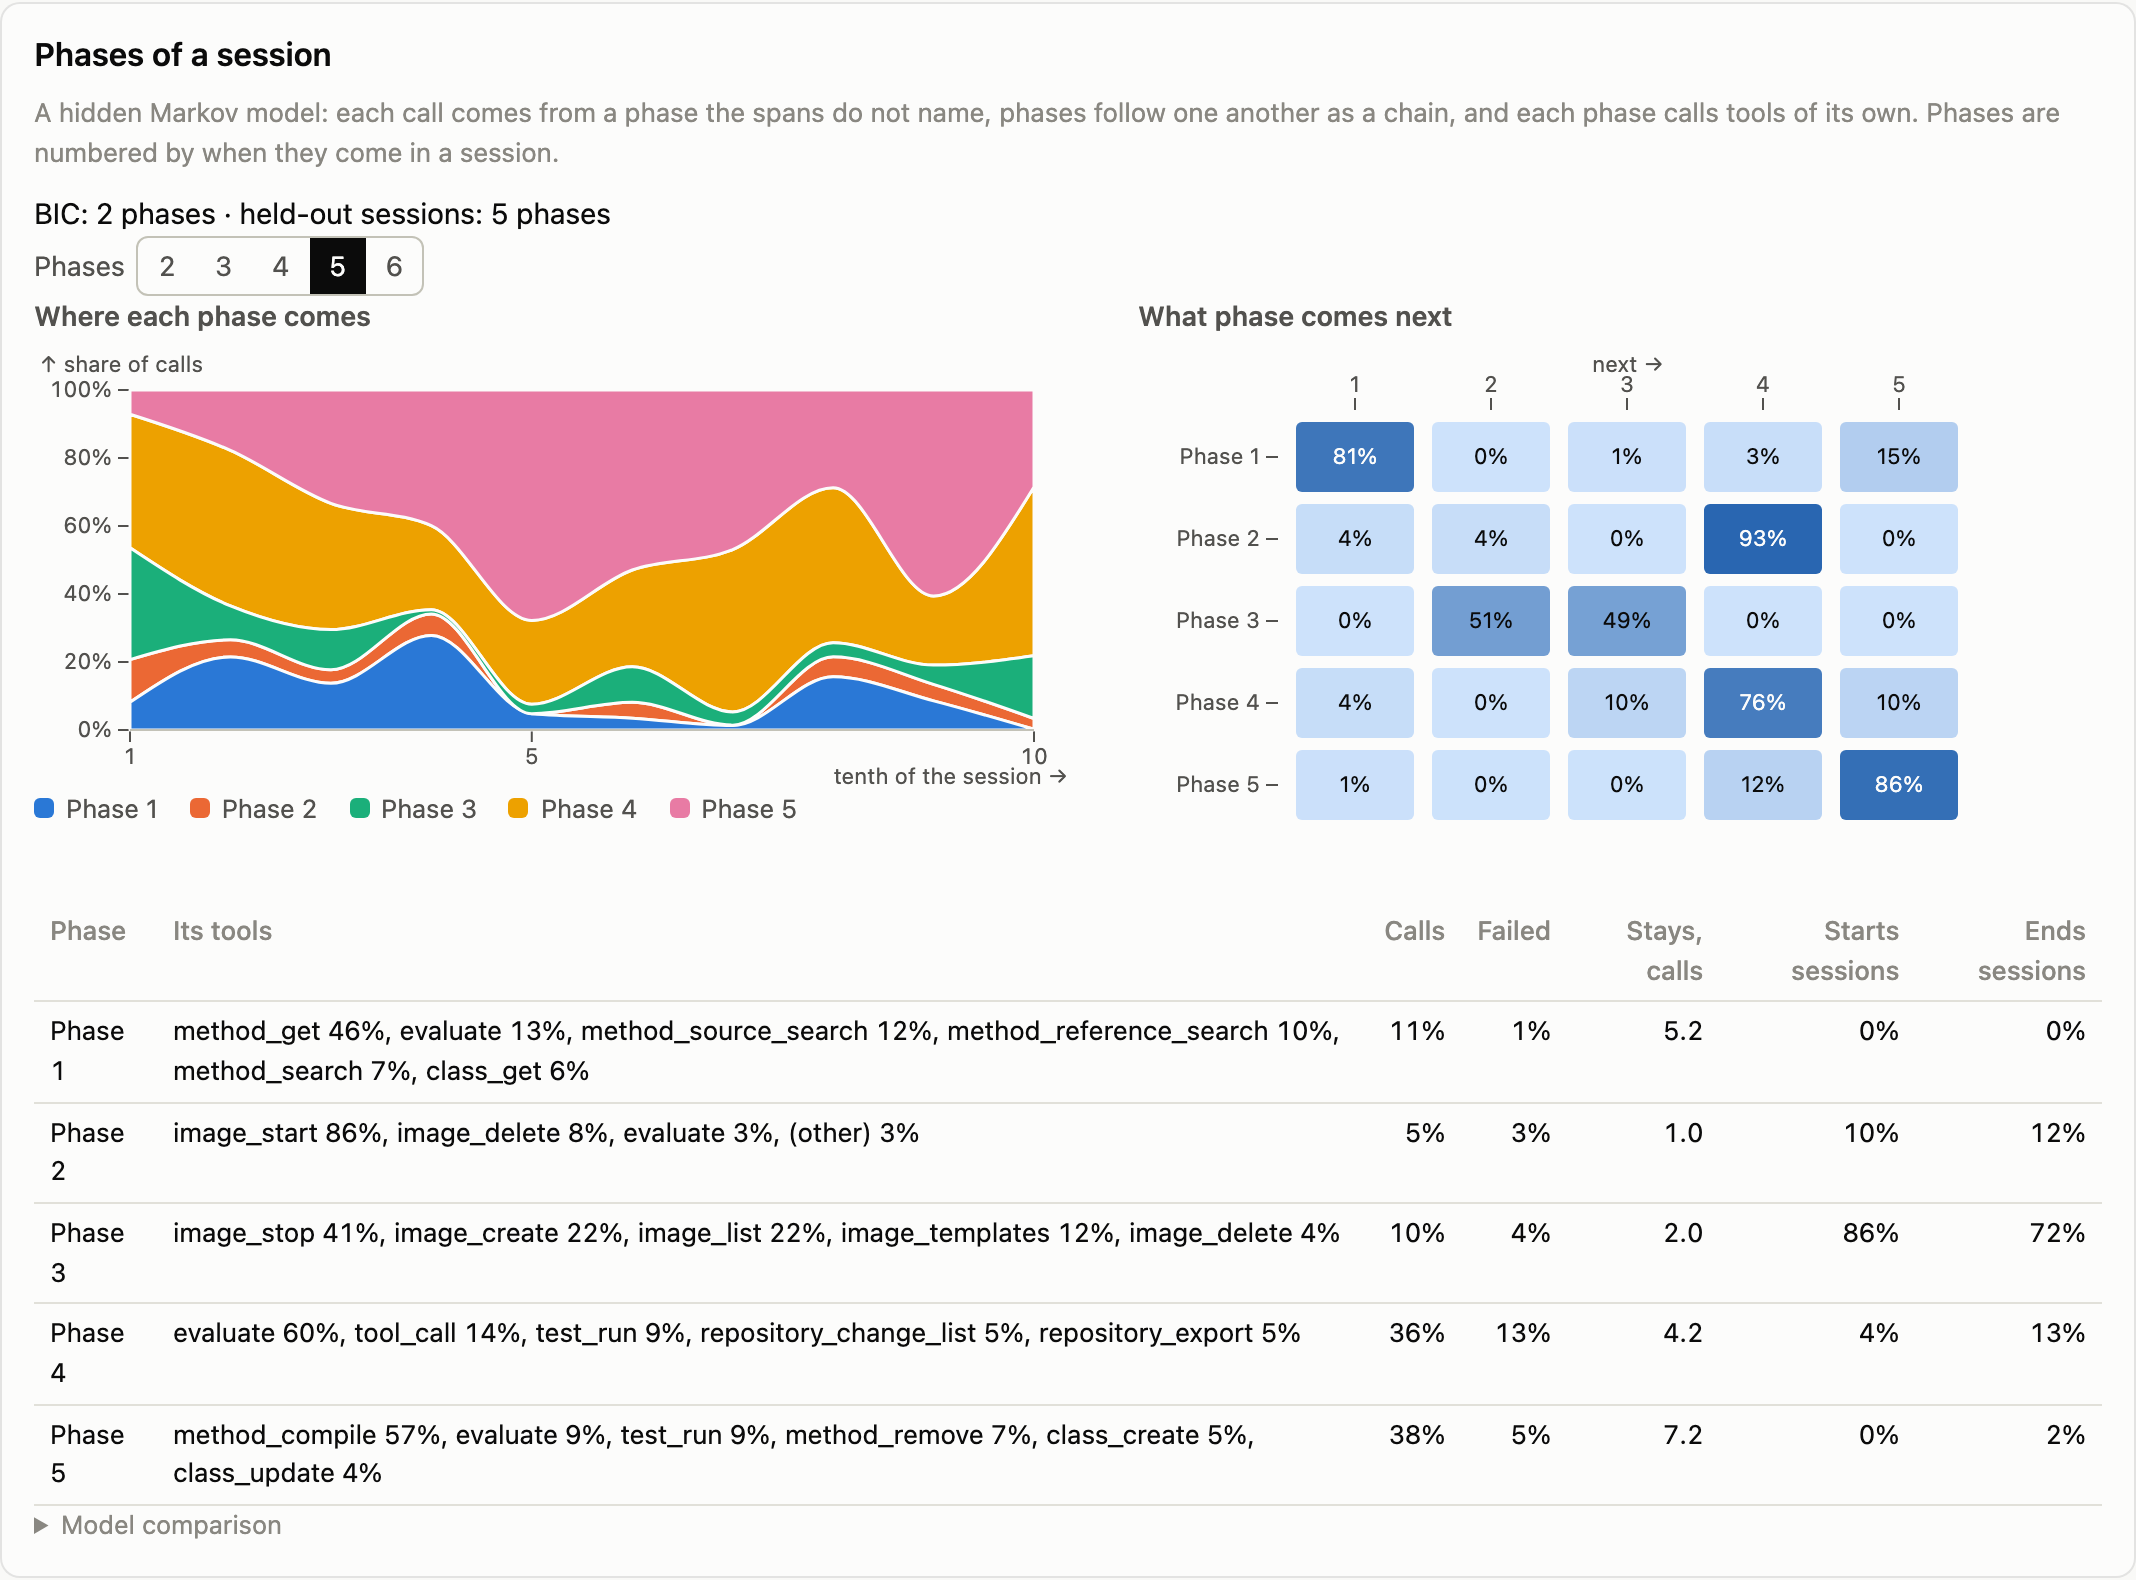 Phases of a session
A hidden Markov model: each call comes from a phase the spans do not name, phases follow one another as a chain, and each phase calls tools of its own. Phases are
numbered by when they come in a session.
BIC: 2 phases · held-out sessions: 5 phases
Phases 2 3 4 5 6
Where each phase comes
↑ share of calls
100%
80%
60%
40%
20%
0%
1 5 10
tenth of the session →
Phase 1 Phase 2 Phase 3 Phase 4 Phase 5
What phase comes next
next →
1 2 3 4 5
Phase 1 81% 0% 1% 3% 15%
Phase 2 4% 4% 0% 93% 0%
Phase 3 0% 51% 49% 0% 0%
Phase 4 4% 0% 10% 76% 10%
Phase 5 1% 0% 0% 12% 86%
Phase Its tools Calls Failed Stays, Starts Ends
calls sessions sessions
Phase method_get 46%, evaluate 13%, method_source_search 12%, method_reference_search 10%, 11% 1% 5.2 0% 0%
1 method_search 7%, class_get 6%
Phase image_start 86%, image_delete 8%, evaluate 3%, (other) 3% 5% 3% 1.0 10% 12%
2
Phase image_stop 41%, image_create 22%, image_list 22%, image_templates 12%, image_delete 4% 10% 4% 2.0 86% 72%
3
Phase evaluate 60%, tool_call 14%, test_run 9%, repository_change_list 5%, repository_export 5% 36% 13% 4.2 4% 13%
4
Phase method_compile 57%, evaluate 9%, test_run 9%, method_remove 7%, class_create 5%, 38% 5% 7.2 0% 2%
5 class_update 4%
▶ Model comparison